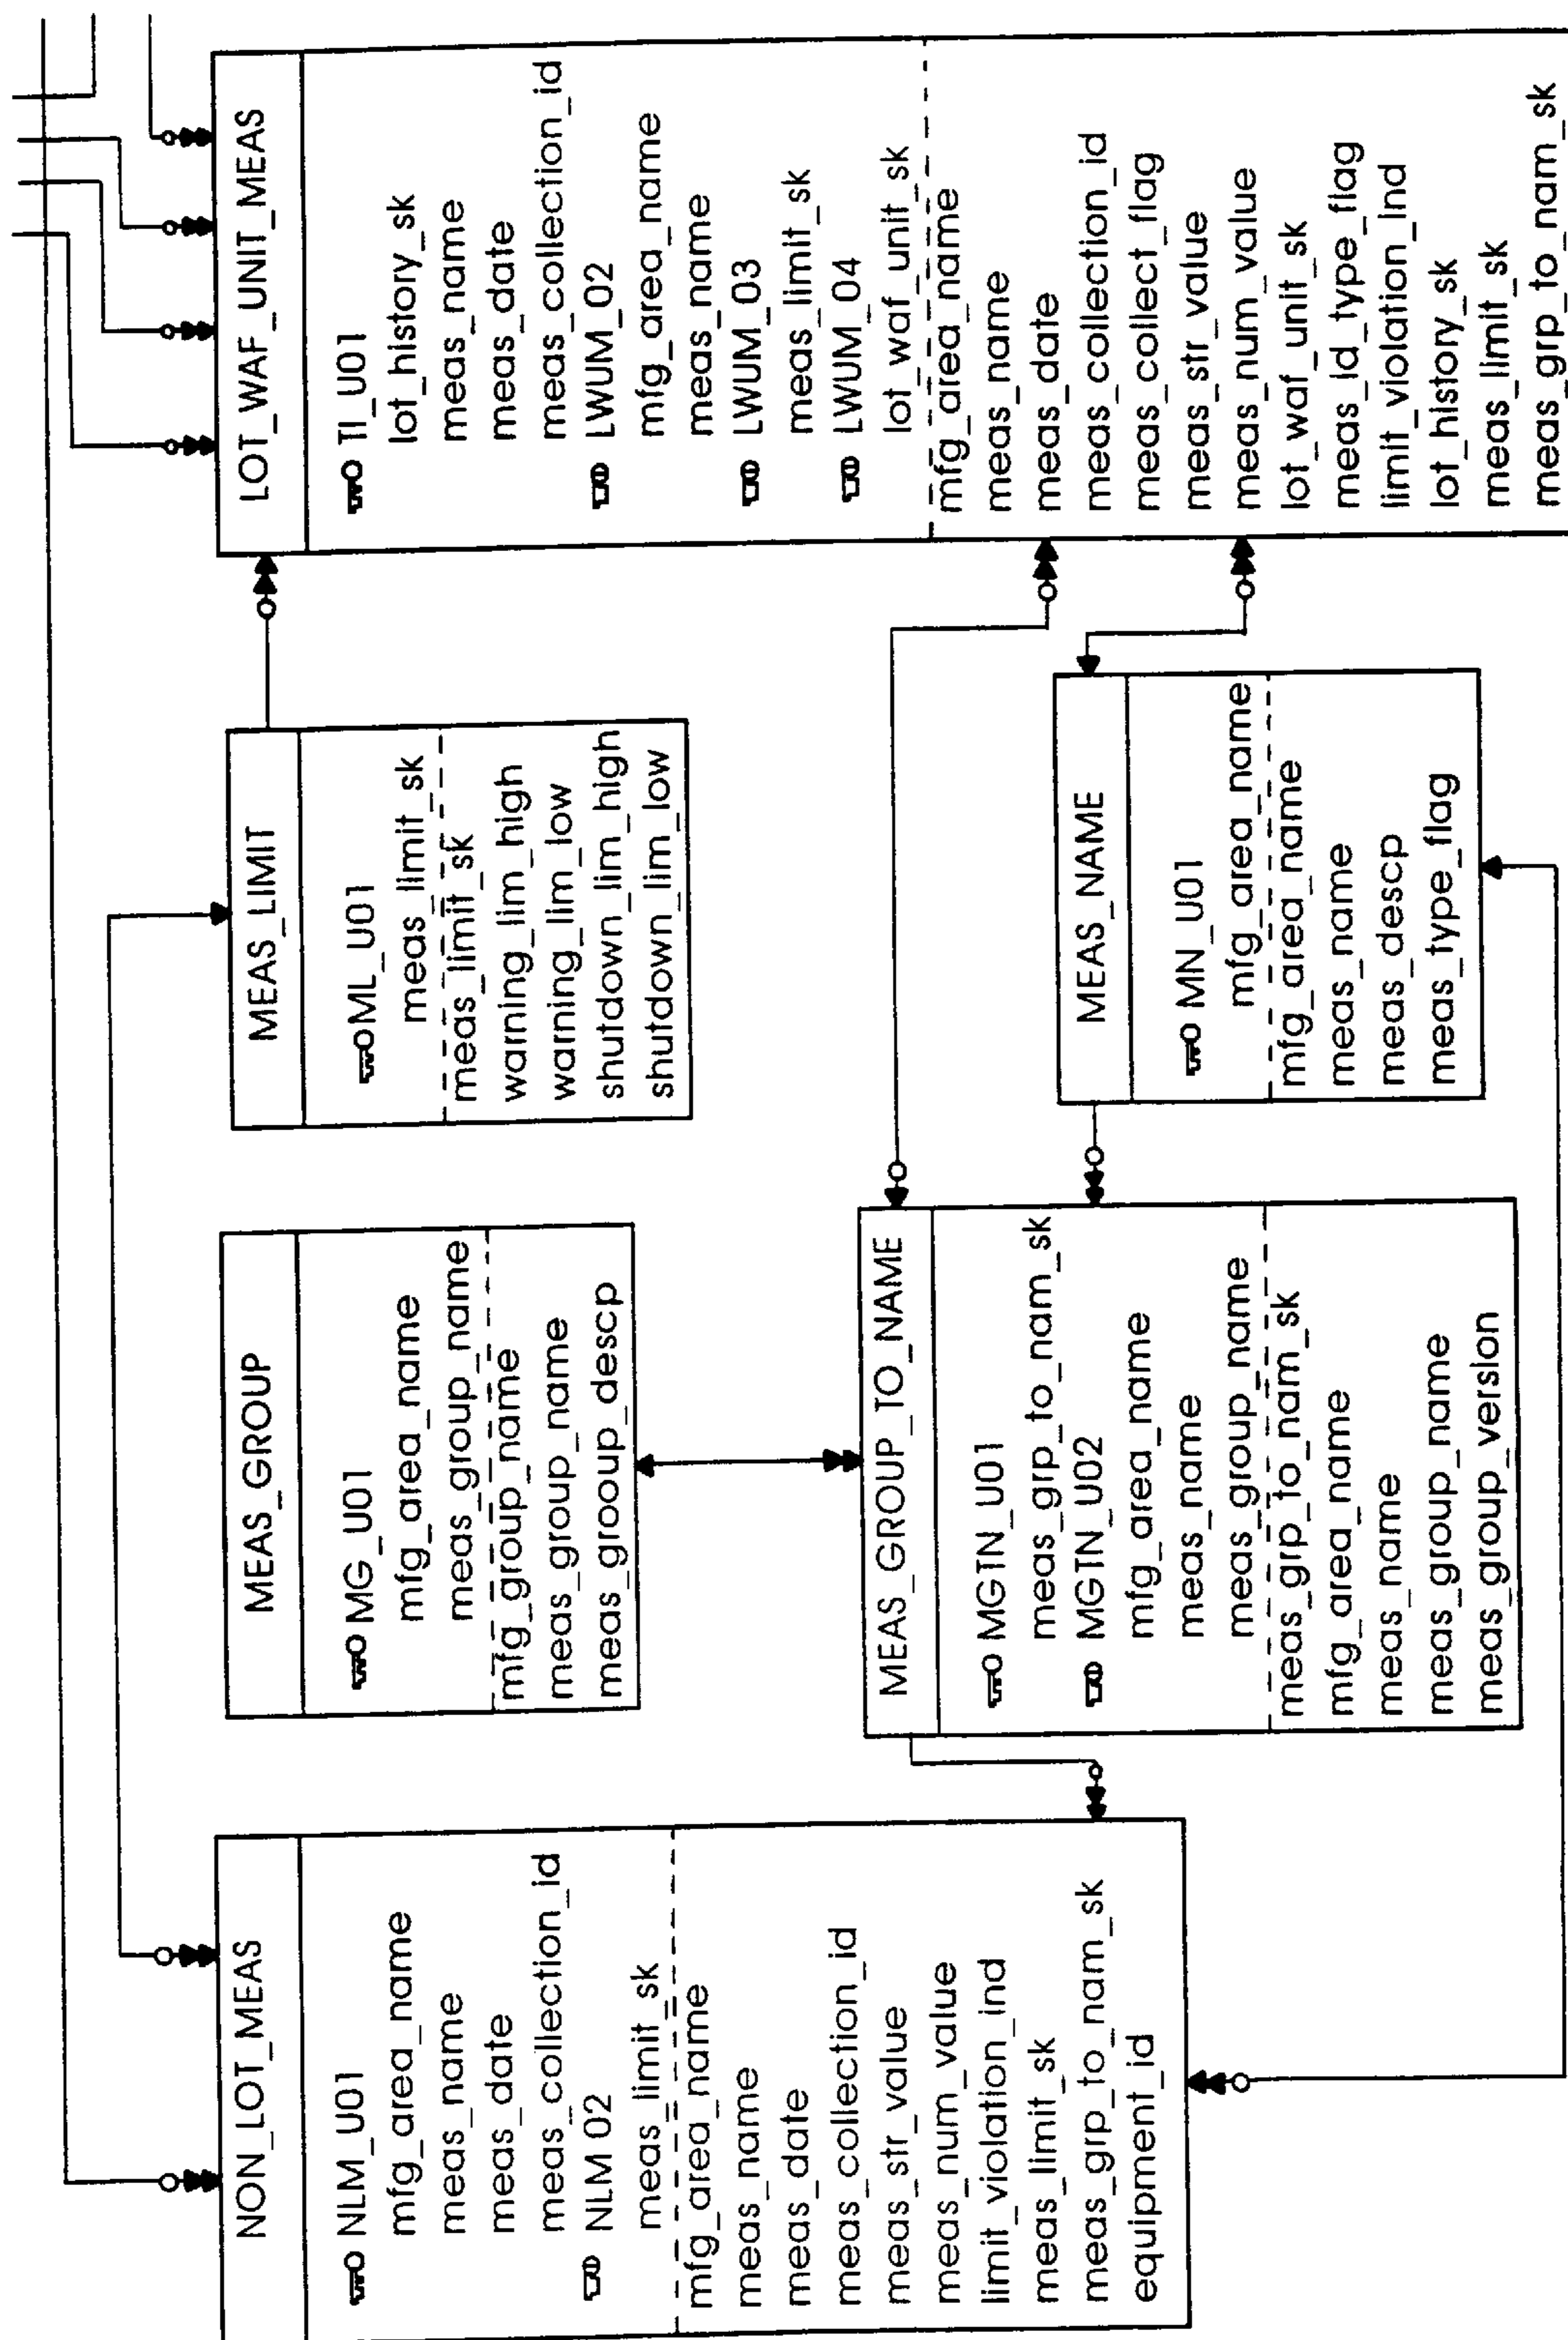 NON_LOT_MEAS
NLM_U01
mfg_area_name
meas_name
meas_date
meas_collection_id
NLM 02
meas_limit_sk
mfg_area_name
meas_name
meas_date
meas_collection_id
meas_str_value
meas_num_value
limit_violation_ind
meas_limit_sk
meas_grp_to_nam_sk
equipment_id
MEAS_GROUP
MG_U01
mfg_area_name
meas_group_name
mfg_group_name
meas_group_name
meas_grooup_descp
MEAS_LIMIT
ML_U01
meas_limit_sk
meas_limit_sk
warning_lim_high
warning_lim_low
shutdown_lim_high
shutdown_lim_low
MEAS_GROUP_TO_NAME
MGTN_U01
meas_grp_to_nam_sk
MGTN_U02
mfg_area_name
meas_name
meas_group_name
meas_grp_to_nam_sk
mfg_area_name
meas_name
meas_group_name
meas_group_version
MEAS_NAME
MN_U01
mfg_area_name
mfg_area_name
meas_name
meas_descp
meas_type_flag
LOT_WAF_UNIT_MEAS
TI_U01
lot_history_sk
meas_name
meas_date
meas_collection_id
LWUM_02
mfg_area_name
meas_name
LWUM_03
meas_limit_sk
LWUM_04
lot_waf_unit_sk
mfg_area_name
meas_name
meas_date
meas_collection_id
meas_collect_flag
meas_str_value
meas_num_value
lot_waf_unit_sk
meas_id_type_flag
limit_violation_ind
lot_history_sk
meas_limit_sk
meas_grp_to_nam_sk